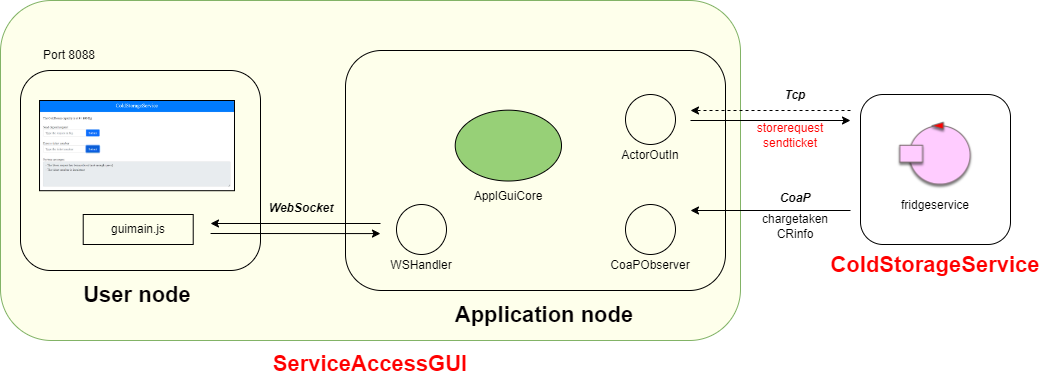 Port 8088
ColdStorageService
guimain.js
User node
WebSocket
ApplGuiCore
WSHandler
ActorOutIn
CoaPObserver
Application node
Tcp
storerequest
sendticket
CoaP
chargetaken
CRinfo
fridgeservice
ColdStorageService
ServiceAccessGUI